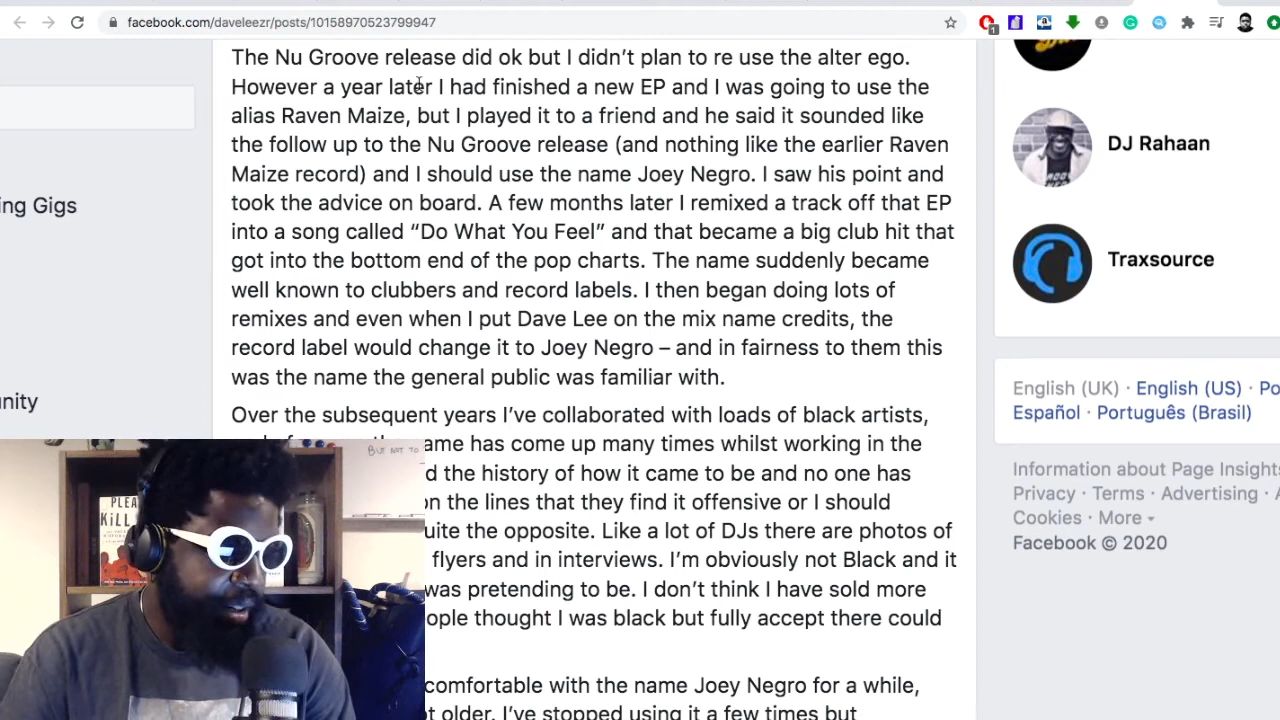 facebook.com/daveleezr/posts/10158970523799947
1
The Nu Groove release did ok but I didn’t plan to re use the alter ego.
However a year later I had finished a new EP and I was going to use the
alias Raven Maize, but I played it to a friend and he said it sounded like
the follow up to the Nu Groove release (and nothing like the earlier Raven
Maize record) and I should use the name Joey Negro. I saw his point and
took the advice on board. A few months later I remixed a track off that EP
into a song called “Do What You Feel” and that became a big club hit that
got into the bottom end of the pop charts. The name suddenly became
well known to clubbers and record labels. I then began doing lots of
remixes and even when I put Dave Lee on the mix name credits, the
record label would change it to Joey Negro – and in fairness to them this
was the name the general public was familiar with.
Over the subsequent years I’ve collaborated with loads of black artists,
ame has come up many times whilst working in the
d the history of how it came to be and no one has
on the lines that they find it offensive or I should
uite the opposite. Like a lot of DJs there are photos of
flyers and in interviews. I’m obviously not Black and it
was pretending to be. I don’t think I have sold more
ople thought I was black but fully accept there could
comfortable with the name Joey Negro for a while,
ot older. I’ve stopped using it a few times but
ing Gigs
nity
DJ Rahaan
Traxsource
English (UK) · English (US) · Po
Español · Português (Brasil)
Information about Page Insights
Privacy · Terms · Advertising ·
Cookies · More
Facebook © 2020
BUT NOT TO
PLEA
KILL